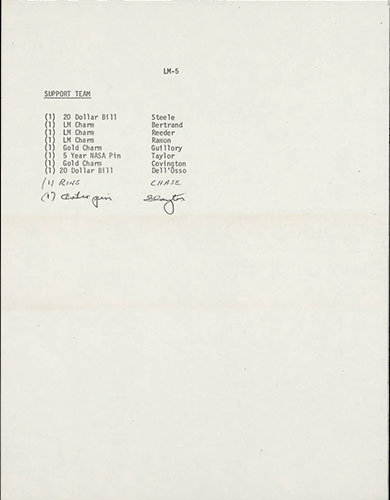 LM-5
SUPPORT TEAM
(1) 20 Dollar Bill Steele
(1) LM Charm Bertrand
(1) LM Charm Reeder
(1) LM Charm Ramon
(1) Gold Charm Guillory
(1) 5 Year NASA Pin Taylor
(1) Gold Charm Covington
(1) 20 Dollar Bill Dell'Osso
(1) RING CHASE
(1) Astro pin Slayton